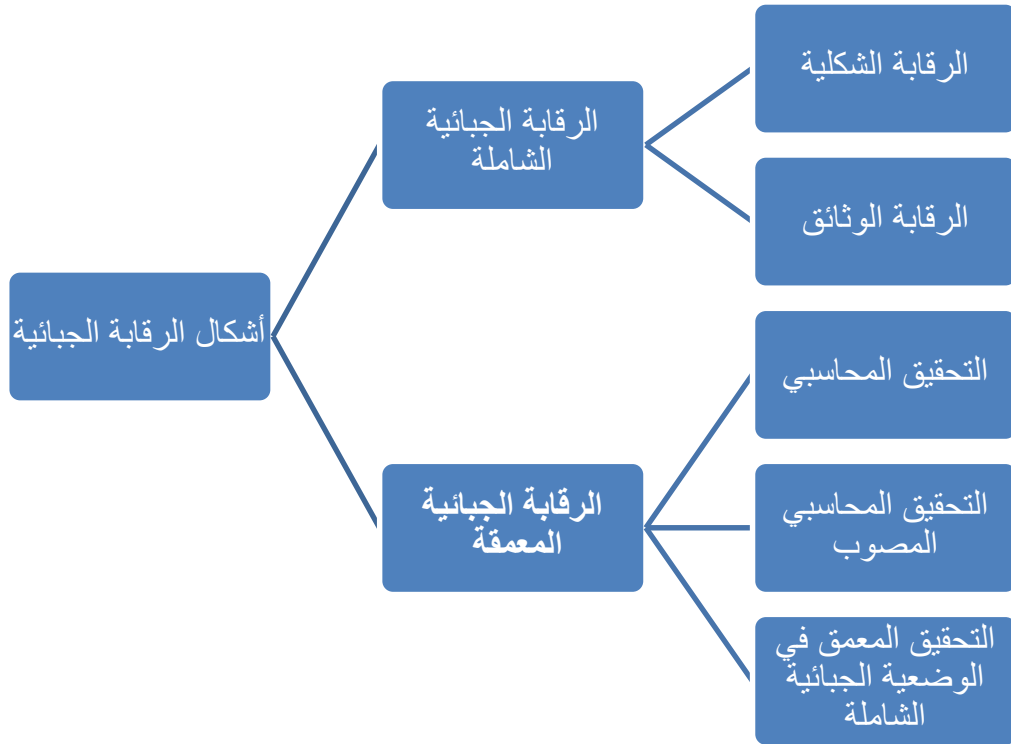 أشكال الرقابة الجبائية
الرقابة الجبائية
الشاملة
الرقابة الشكلية
الرقابة الوثائق
الرقابة الجبائية
المعمقة
التحقيق المحاسبي
التحقيق المحاسبي
المصوب
التحقيق المعمق في
الوضعية الجبائية
الشاملة